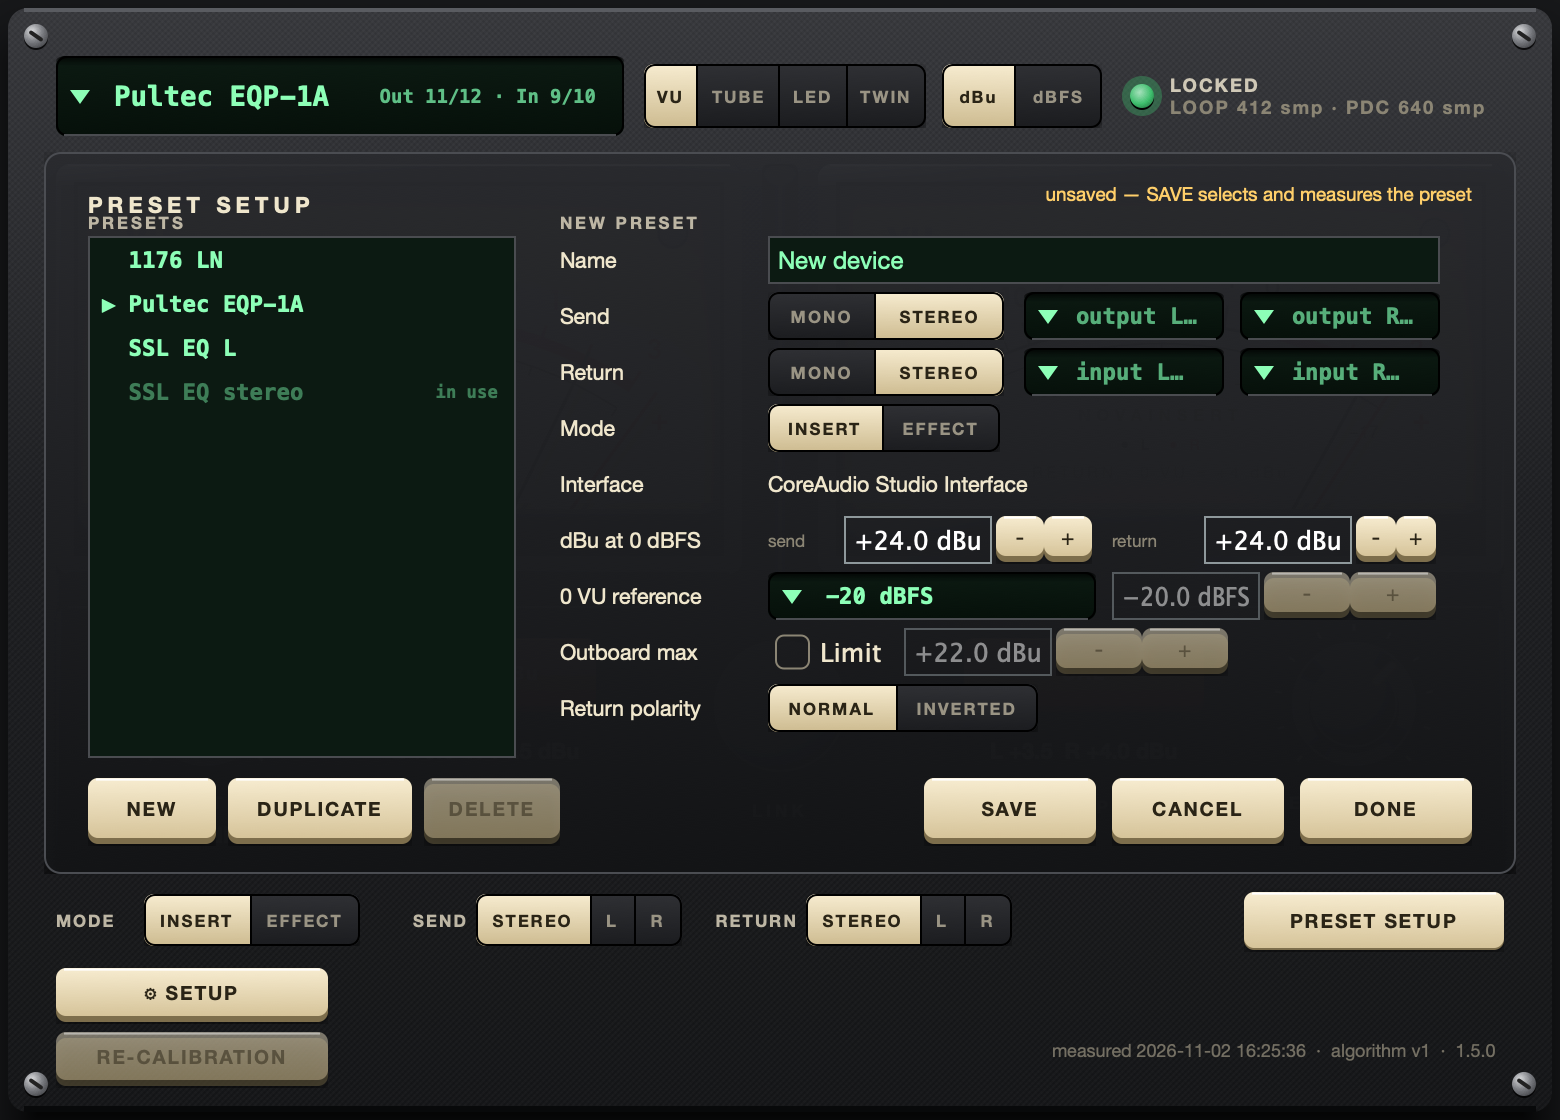 Pultec EQP-1A Out 11/12 · In 9/10 VU TUBE LED TWIN dBu dBFS LOCKED
LOOP 412 smp · PDC 640 smp
PRESET SETUP unsaved — SAVE selects and measures the preset
PRESETS NEW PRESET
1176 LN Name New device
▶ Pultec EQP-1A Send MONO STEREO output L… output R…
SSL EQ L Return MONO STEREO input L… input R…
SSL EQ stereo in use Mode INSERT EFFECT
Interface CoreAudio Studio Interface
dBu at 0 dBFS send +24.0 dBu - + return +24.0 dBu - +
0 VU reference −20 dBFS −20.0 dBFS - +
Outboard max Limit +22.0 dBu - +
Return polarity NORMAL INVERTED
NEW DUPLICATE DELETE SAVE CANCEL DONE
MODE INSERT EFFECT SEND STEREO L R RETURN STEREO L R PRESET SETUP
⚙ SETUP
RE-CALIBRATION measured 2026-11-02 16:25:36 · algorithm v1 · 1.5.0